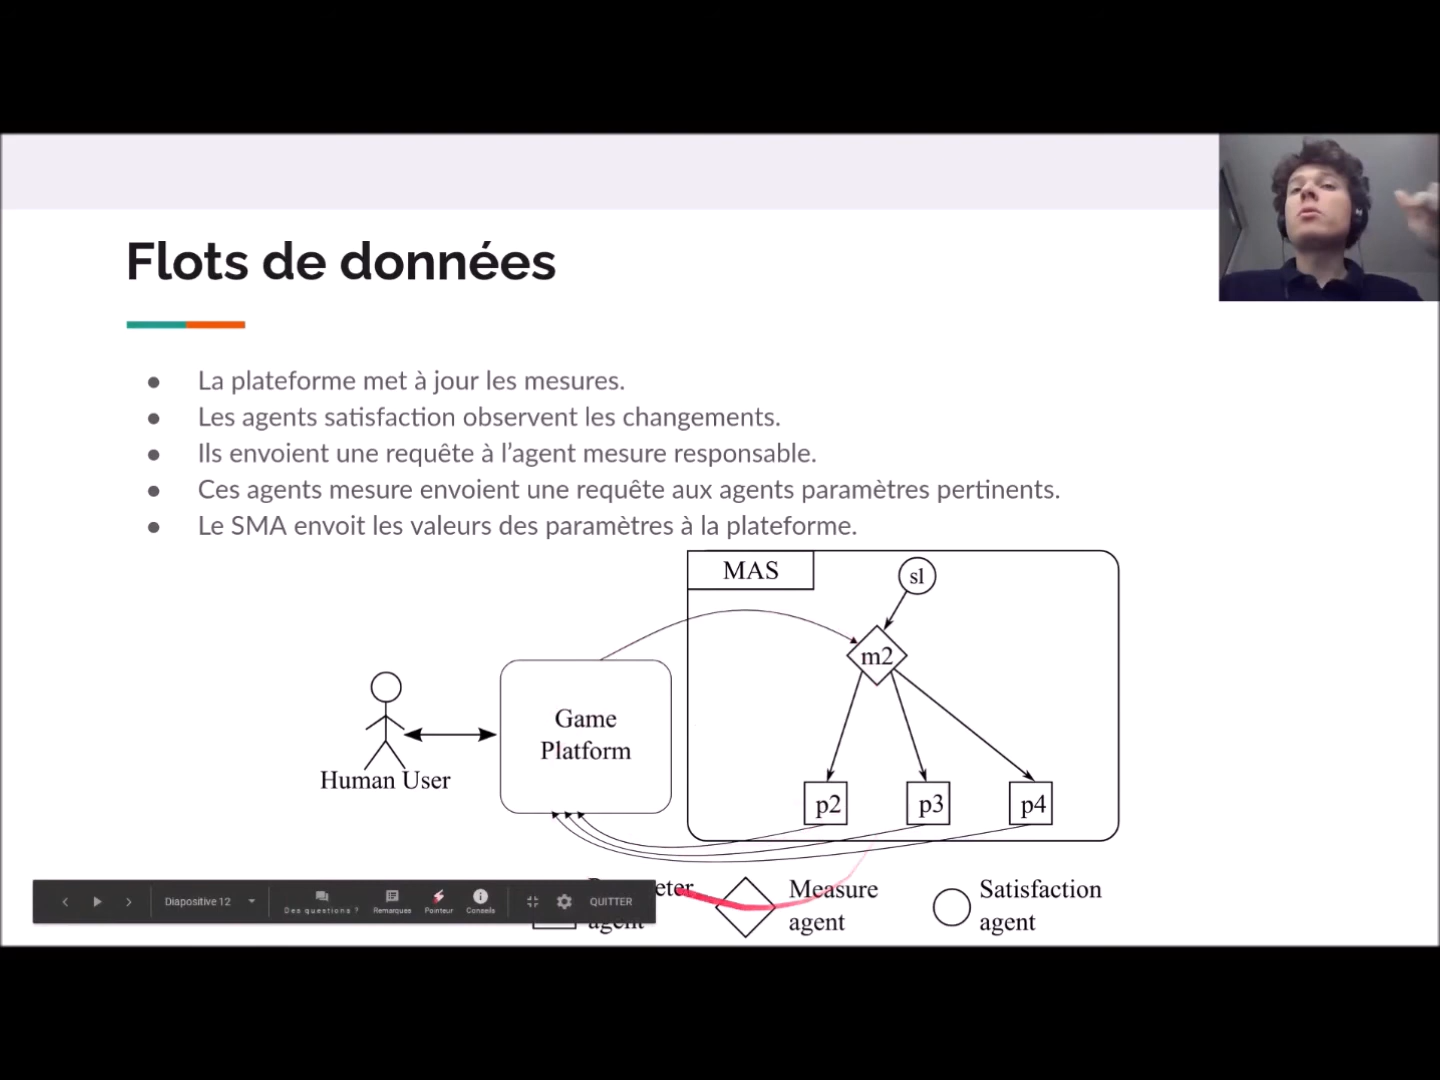 Flots de données
La plateforme met à jour les mesures.
Les agents satisfaction observent les changements.
Ils envoient une requête à l'agent mesure responsable.
Ces agents mesure envoient une requête aux agents paramètres pertinents.
Le SMA envoit les valeurs des paramètres à la plateforme.
MAS
sl
m2
Game
Platform
Human User
p2
p3
p4
Measure
agent
Satisfaction
agent
agent
Diapositive 12
Des questions ?
Remarques
Pointeur
Conseils
QUITTER